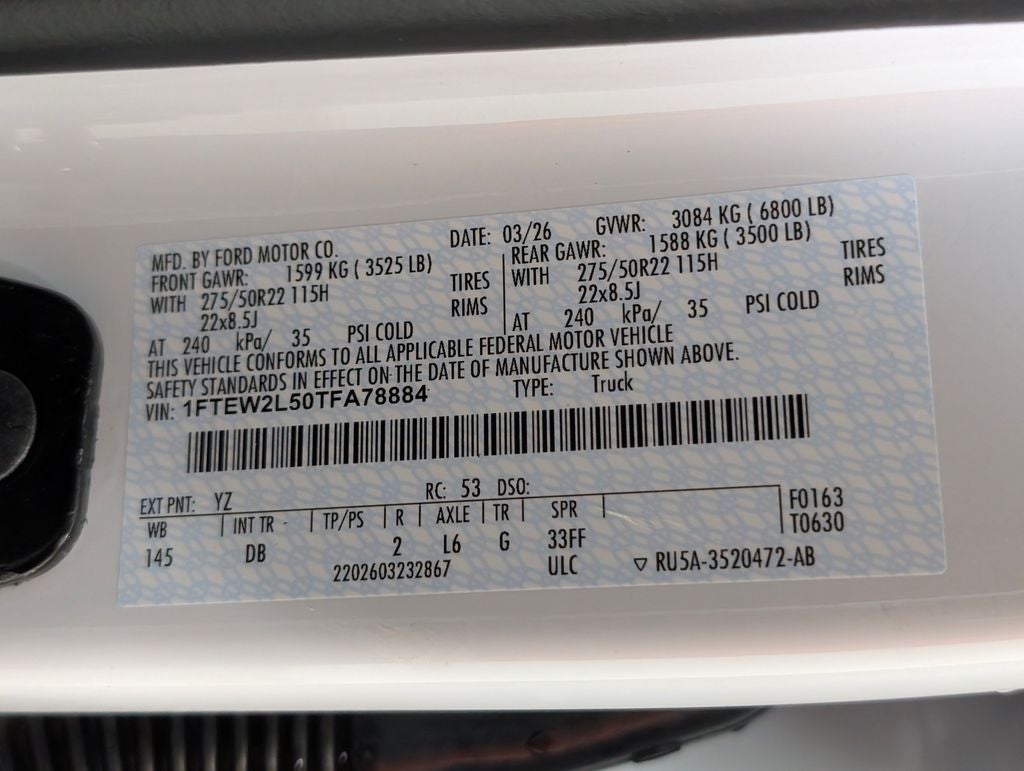 MFD. BY FORD MOTOR CO. DATE: 03/26 GVWR: 3084 KG ( 6800 LB)
FRONT GAWR: 1599 KG ( 3525 LB) REAR GAWR: 1588 KG ( 3500 LB)
WITH 275/50R22 115H TIRES WITH 275/50R22 115H TIRES
22x8.5J RIMS 22x8.5J RIMS
AT 240 kPa/ 35 PSI COLD AT 240 kPa/ 35 PSI COLD
THIS VEHICLE CONFORMS TO ALL APPLICABLE FEDERAL MOTOR VEHICLE
SAFETY STANDARDS IN EFFECT ON THE DATE OF MANUFACTURE SHOWN ABOVE.
VIN: 1FTEW2L50TFA78884 TYPE: Truck
EXT PNT: YZ RC: 53 DSO:
WB INT TR - TP/PS R AXLE TR SPR F0163
145 DB 2 L6 G 33FF T0630
2202603232867 ULC ▽ RU5A-3520472-AB